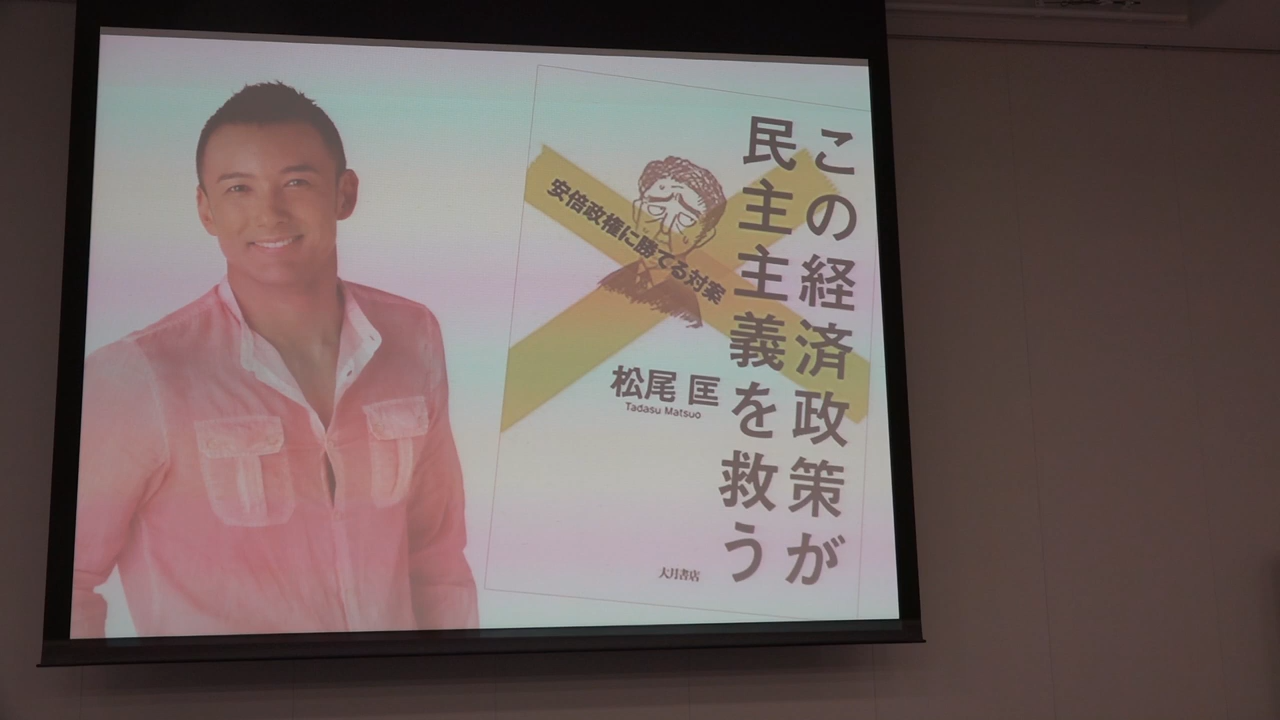 この経済政策が
民主主義を救う
安倍政権に勝てる対案
松尾 匡
Tadasu Matsuo
大月書店